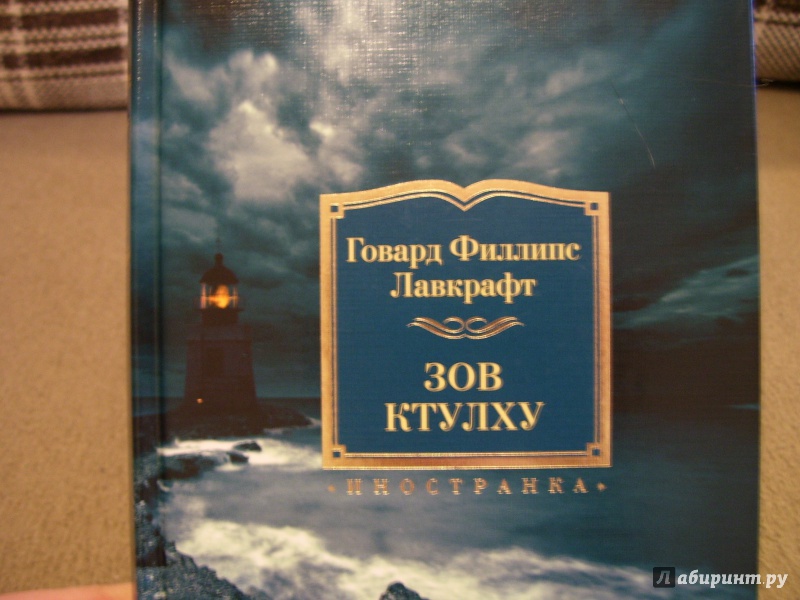 Говард Филлипс
Лавкрафт
ЗОВ
КТУЛХУ
ИНОСТРАНКА
Лабиринт.ру